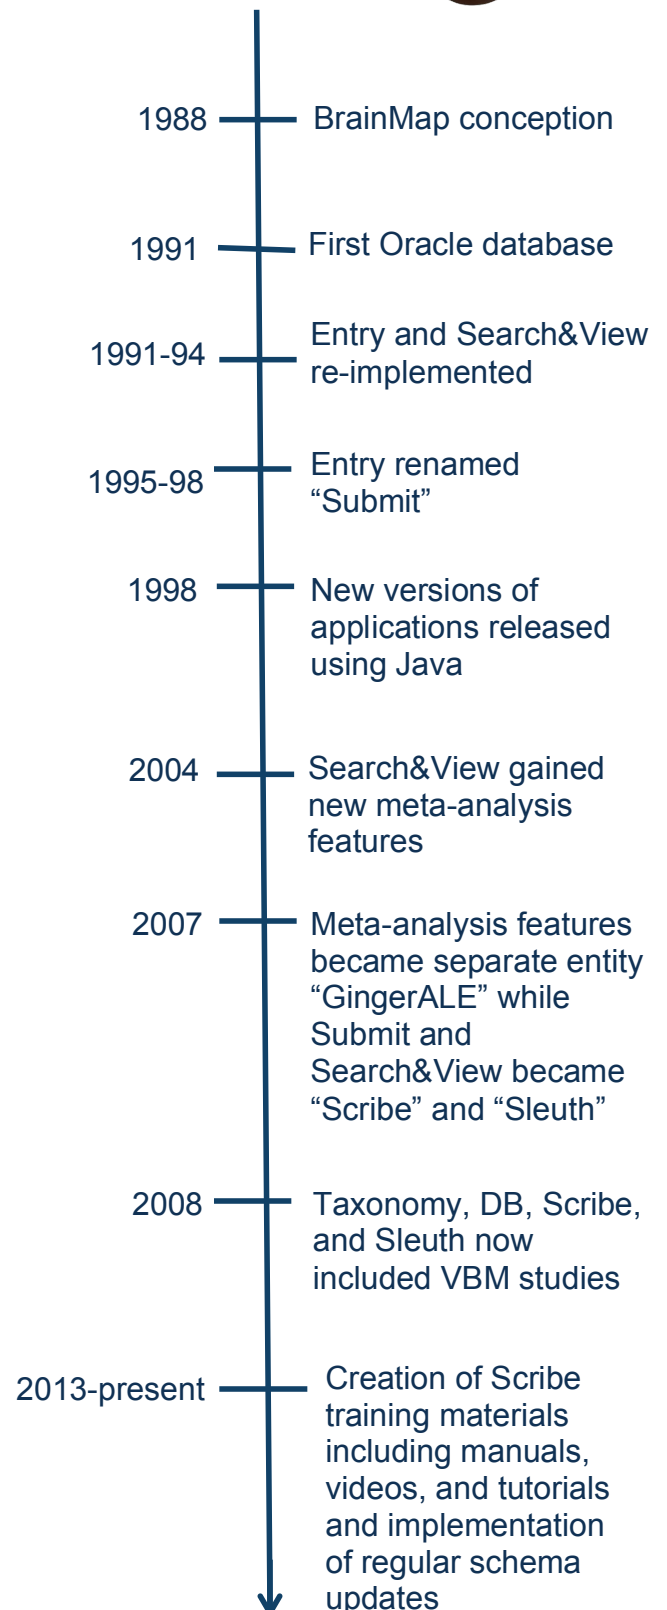 1988
BrainMap conception
1991
First Oracle database
1991-94
Entry and Search&View
re-implemented
1995-98
Entry renamed
“Submit”
1998
New versions of
applications released
using Java
2004
Search&View gained
new meta-analysis
features
2007
Meta-analysis features
became separate entity
“GingerALE” while
Submit and
Search&View became
“Scribe” and “Sleuth”
2008
Taxonomy, DB, Scribe,
and Sleuth now
included VBM studies
2013-present
Creation of Scribe
training materials
including manuals,
videos, and tutorials
and implementation
of regular schema
updates